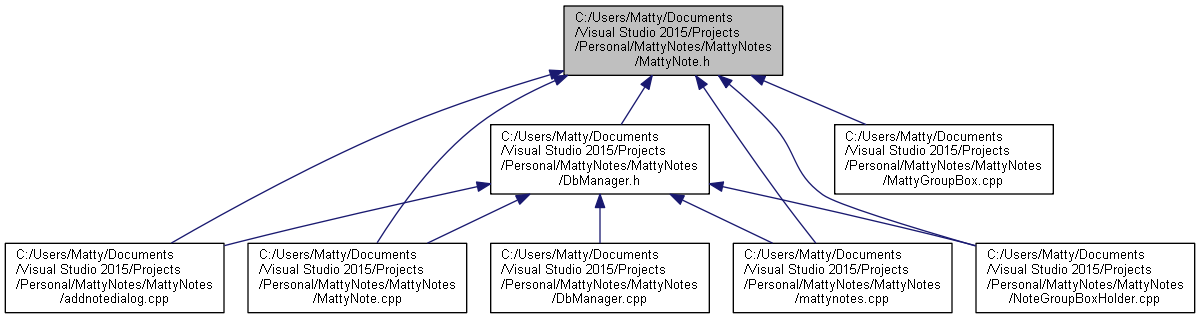 C:/Users/Matty/Documents
/Visual Studio 2015/Projects
/Personal/MattyNotes/MattyNotes
/MattyNote.h
C:/Users/Matty/Documents
/Visual Studio 2015/Projects
/Personal/MattyNotes/MattyNotes
/DbManager.h
C:/Users/Matty/Documents
/Visual Studio 2015/Projects
/Personal/MattyNotes/MattyNotes
/MattyGroupBox.cpp
C:/Users/Matty/Documents
/Visual Studio 2015/Projects
/Personal/MattyNotes/MattyNotes
/addnotedialog.cpp
C:/Users/Matty/Documents
/Visual Studio 2015/Projects
/Personal/MattyNotes/MattyNotes
/MattyNote.cpp
C:/Users/Matty/Documents
/Visual Studio 2015/Projects
/Personal/MattyNotes/MattyNotes
/DbManager.cpp
C:/Users/Matty/Documents
/Visual Studio 2015/Projects
/Personal/MattyNotes/MattyNotes
/mattynotes.cpp
C:/Users/Matty/Documents
/Visual Studio 2015/Projects
/Personal/MattyNotes/MattyNotes
/NoteGroupBoxHolder.cpp